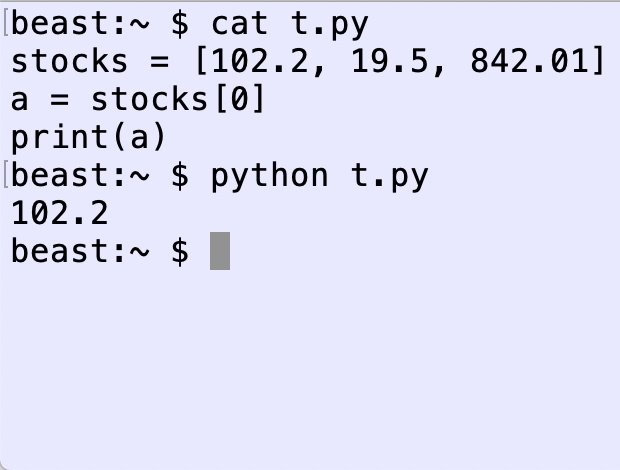 [beast:~ $ cat t.py
stocks = [102.2, 19.5, 842.01]
a = stocks[0]
print(a)
[beast:~ $ python t.py
102.2
beast:~ $